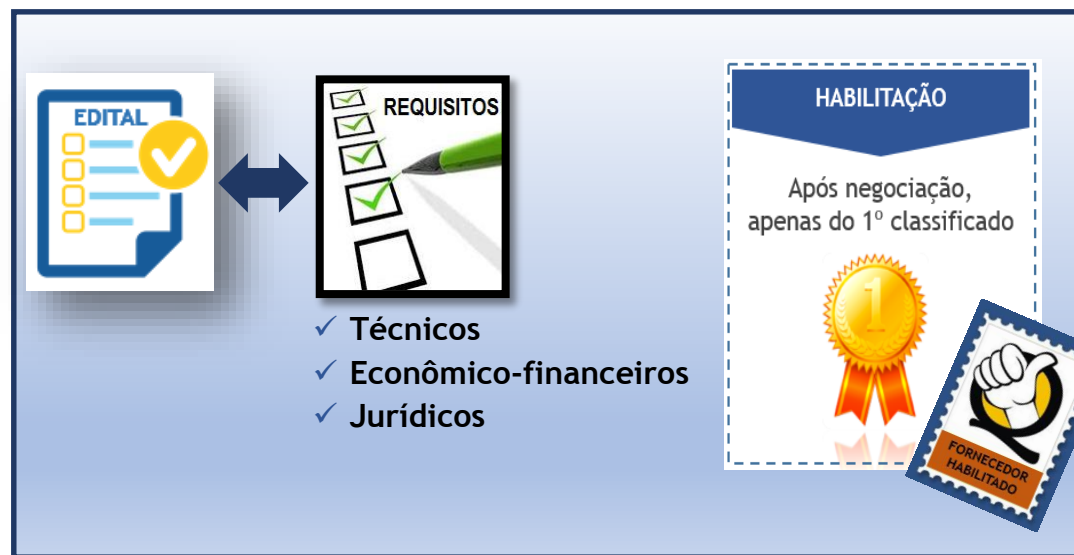 EDITAL
REQUISITOS
Técnicos
Econômico-financeiros
Jurídicos
HABILITAÇÃO
Após negociação,
apenas do 1º classificado
1
FORNECEDOR
HABILITADO